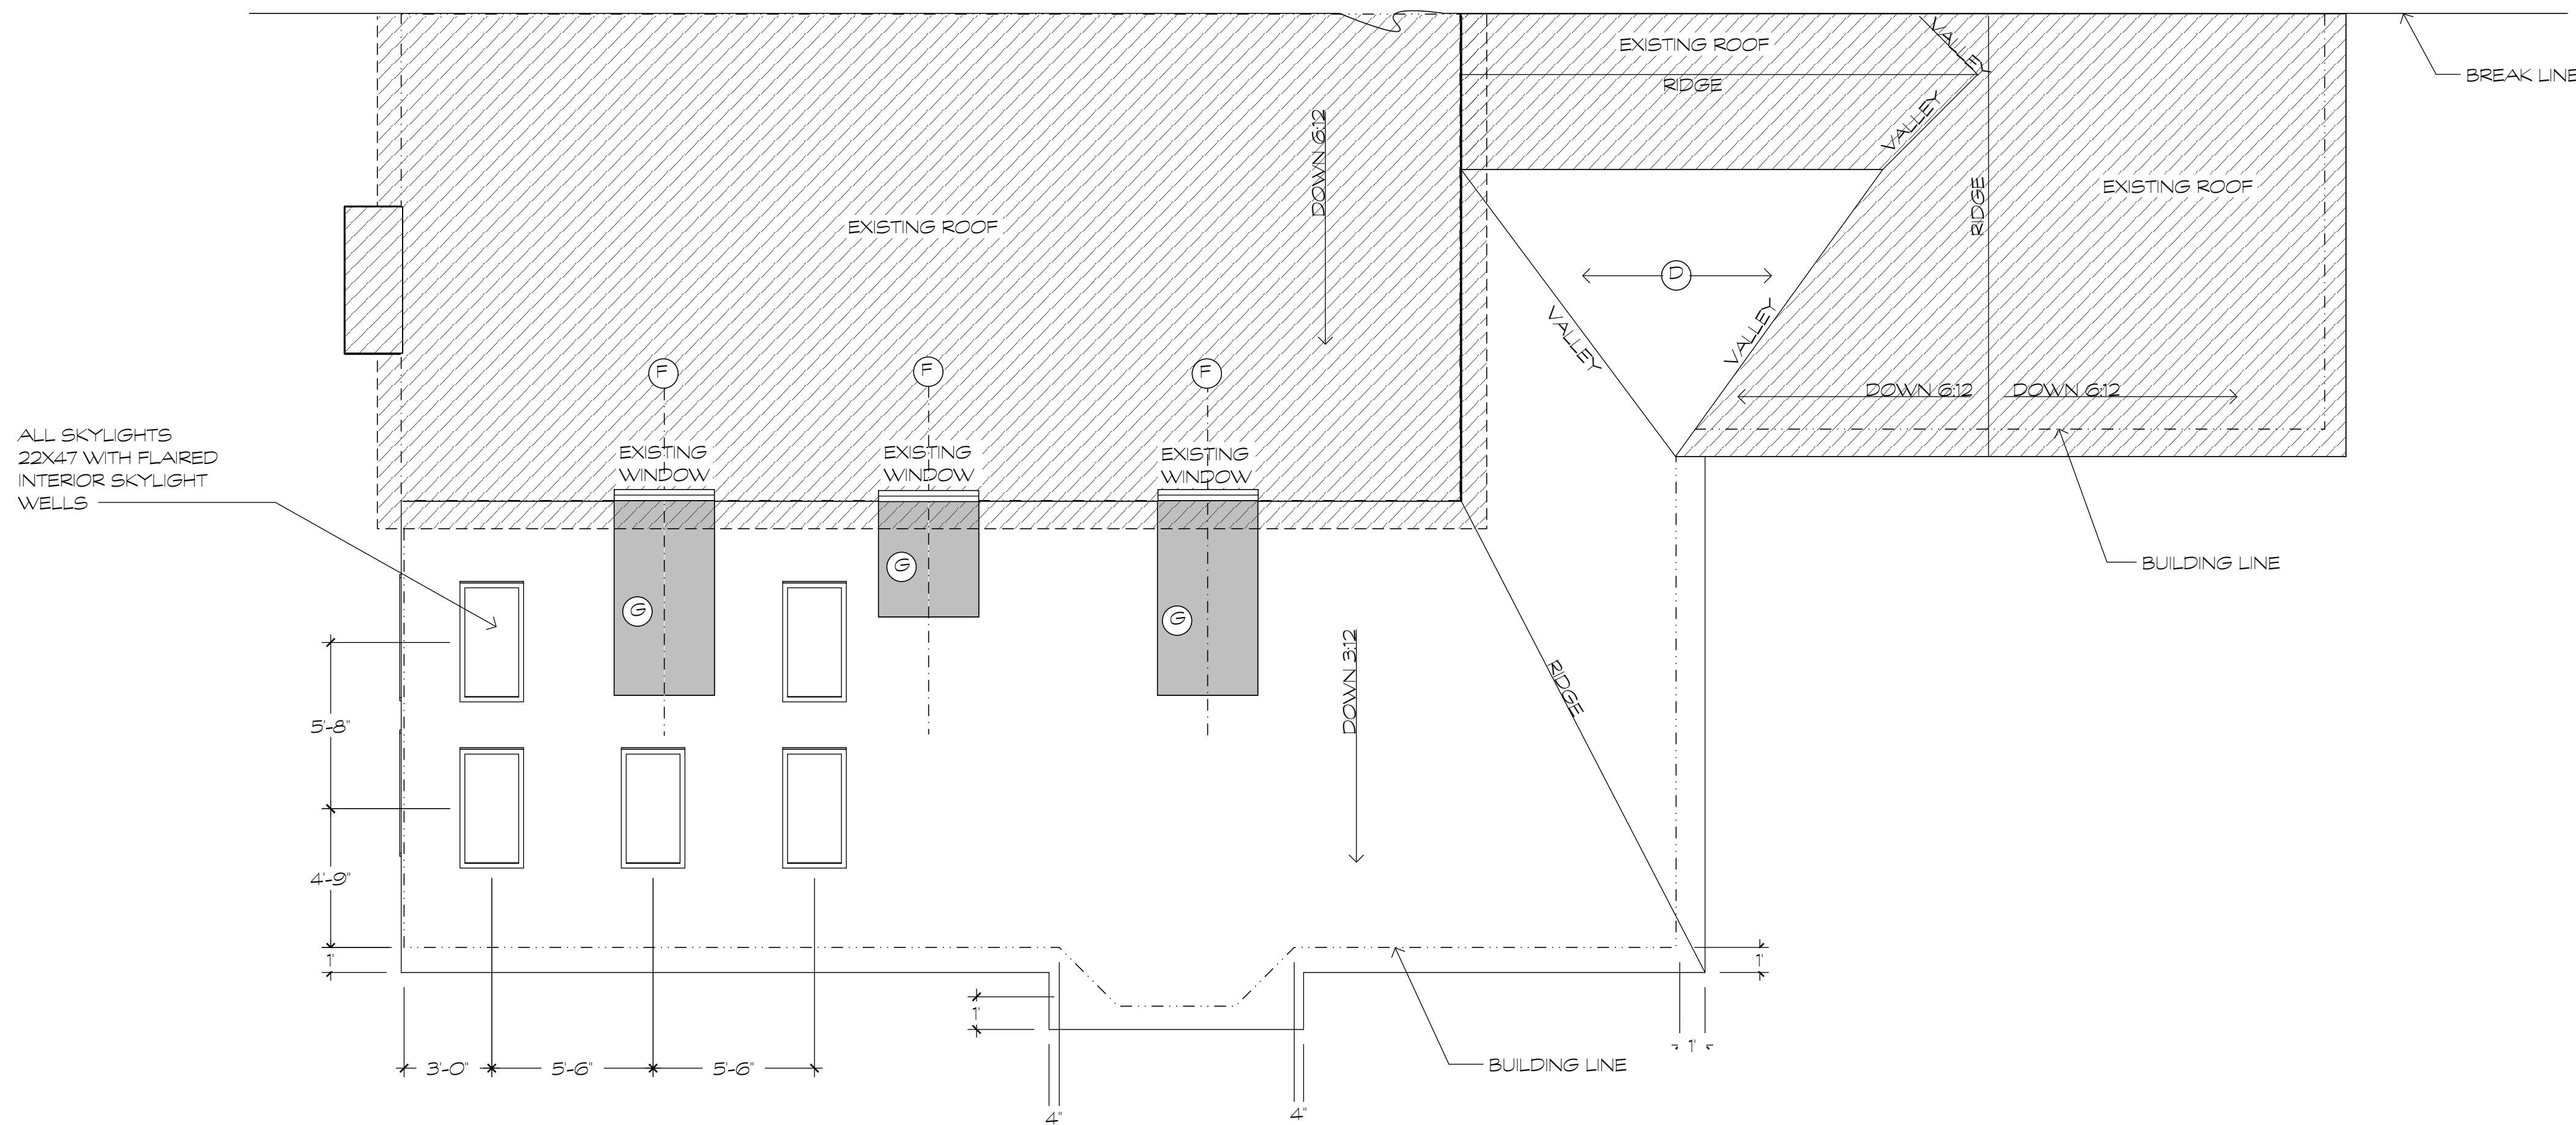 EXISTING ROOF
VALLEY
RIDGE
BREAK LINE
VALLEY
DOWN 6:12
EXISTING ROOF
RIDGE
EXISTING ROOF
D
VALLEY
VALLEY
F
F
F
DOWN 6:12
DOWN 6:12
ALL SKYLIGHTS
22X47 WITH FLAIRED
INTERIOR SKYLIGHT
WELLS
EXISTING
WINDOW
EXISTING
WINDOW
EXISTING
WINDOW
BUILDING LINE
G
G
G
DOWN 3:12
RIDGE
5'-8"
4'-9"
1'
1'
1'
1'
3'-0"
5'-6"
5'-6"
BUILDING LINE
4"
4"